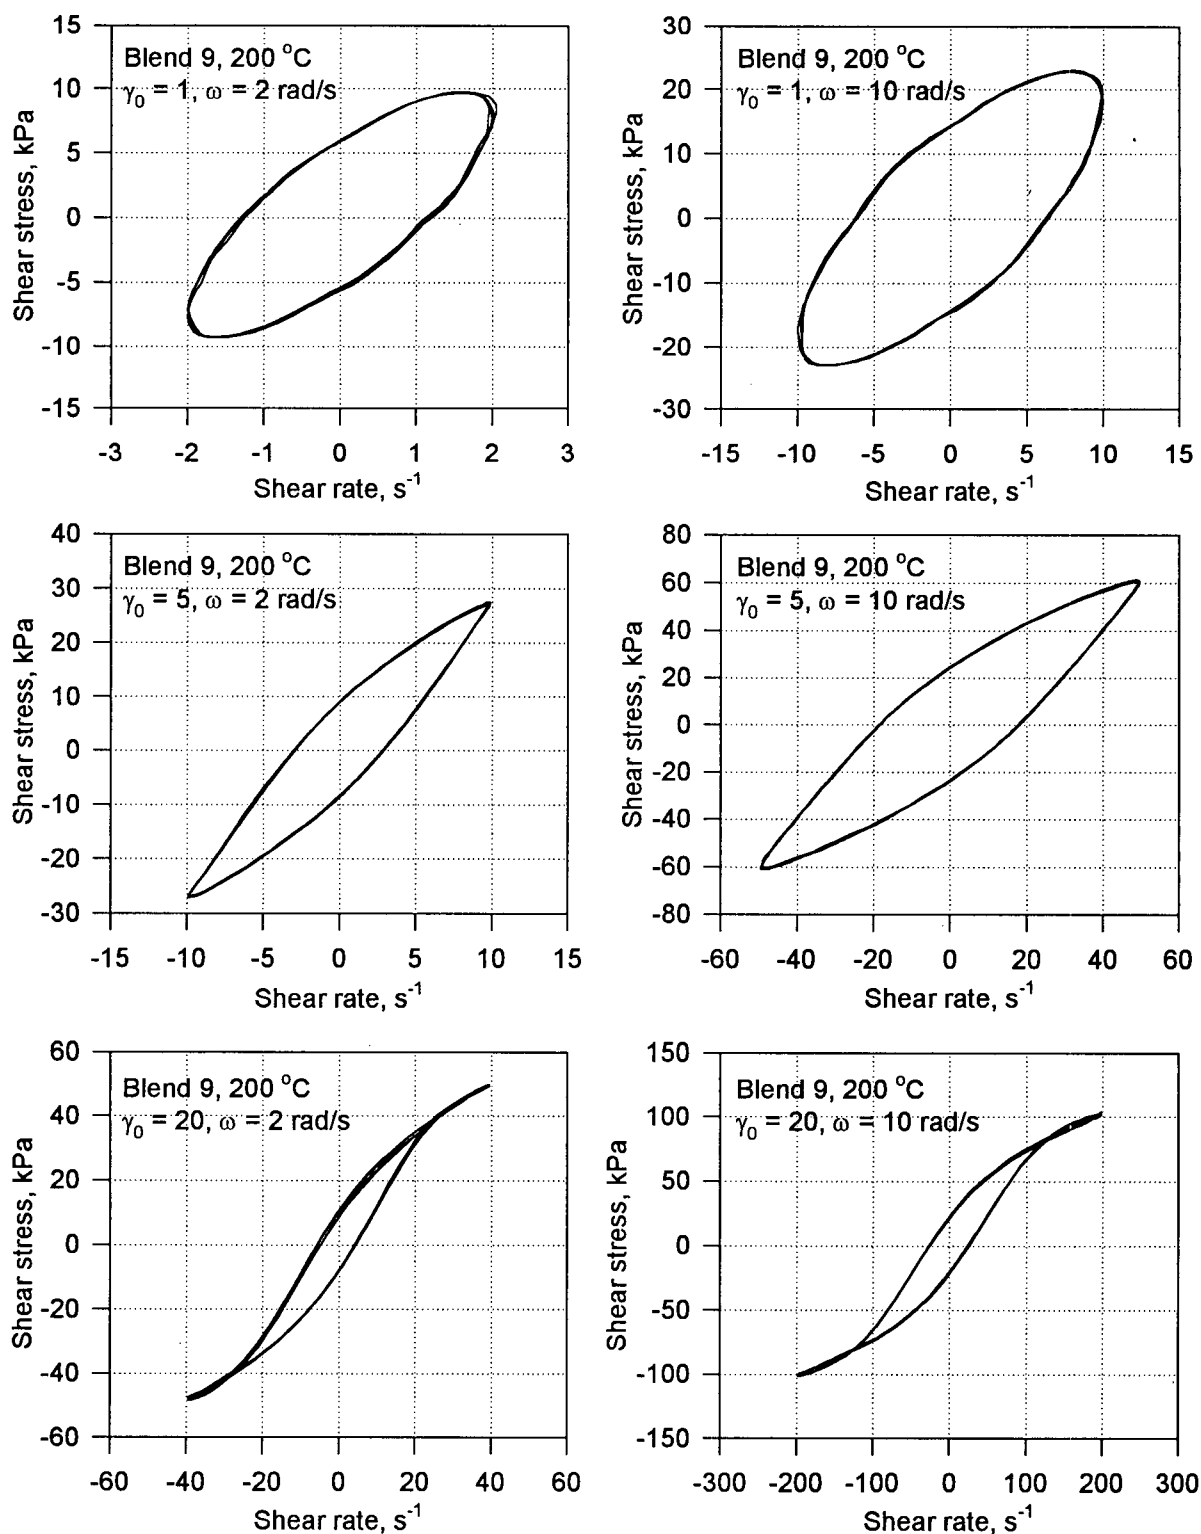 15
10
5
0
-5
-10
-15
Shear stress, kPa
Blend 9, 200 °C
γ₀ = 1, ω = 2 rad/s
-3 -2 -1 0 1 2 3
Shear rate, s⁻¹
30
20
10
0
-10
-20
-30
Shear stress, kPa
Blend 9, 200 °C
γ₀ = 1, ω = 10 rad/s
-15 -10 -5 0 5 10 15
Shear rate, s⁻¹
40
30
20
10
0
-10
-20
-30
Shear stress, kPa
Blend 9, 200 °C
γ₀ = 5, ω = 2 rad/s
-15 -10 -5 0 5 10 15
Shear rate, s⁻¹
80
60
40
20
0
-20
-40
-60
-80
Shear stress, kPa
Blend 9, 200 °C
γ₀ = 5, ω = 10 rad/s
-60 -40 -20 0 20 40 60
Shear rate, s⁻¹
60
40
20
0
-20
-40
-60
Shear stress, kPa
Blend 9, 200 °C
γ₀ = 20, ω = 2 rad/s
-60 -40 -20 0 20 40 60
Shear rate, s⁻¹
150
100
50
0
-50
-100
-150
Shear stress, kPa
Blend 9, 200 °C
γ₀ = 20, ω = 10 rad/s
-300 -200 -100 0 100 200 300
Shear rate, s⁻¹